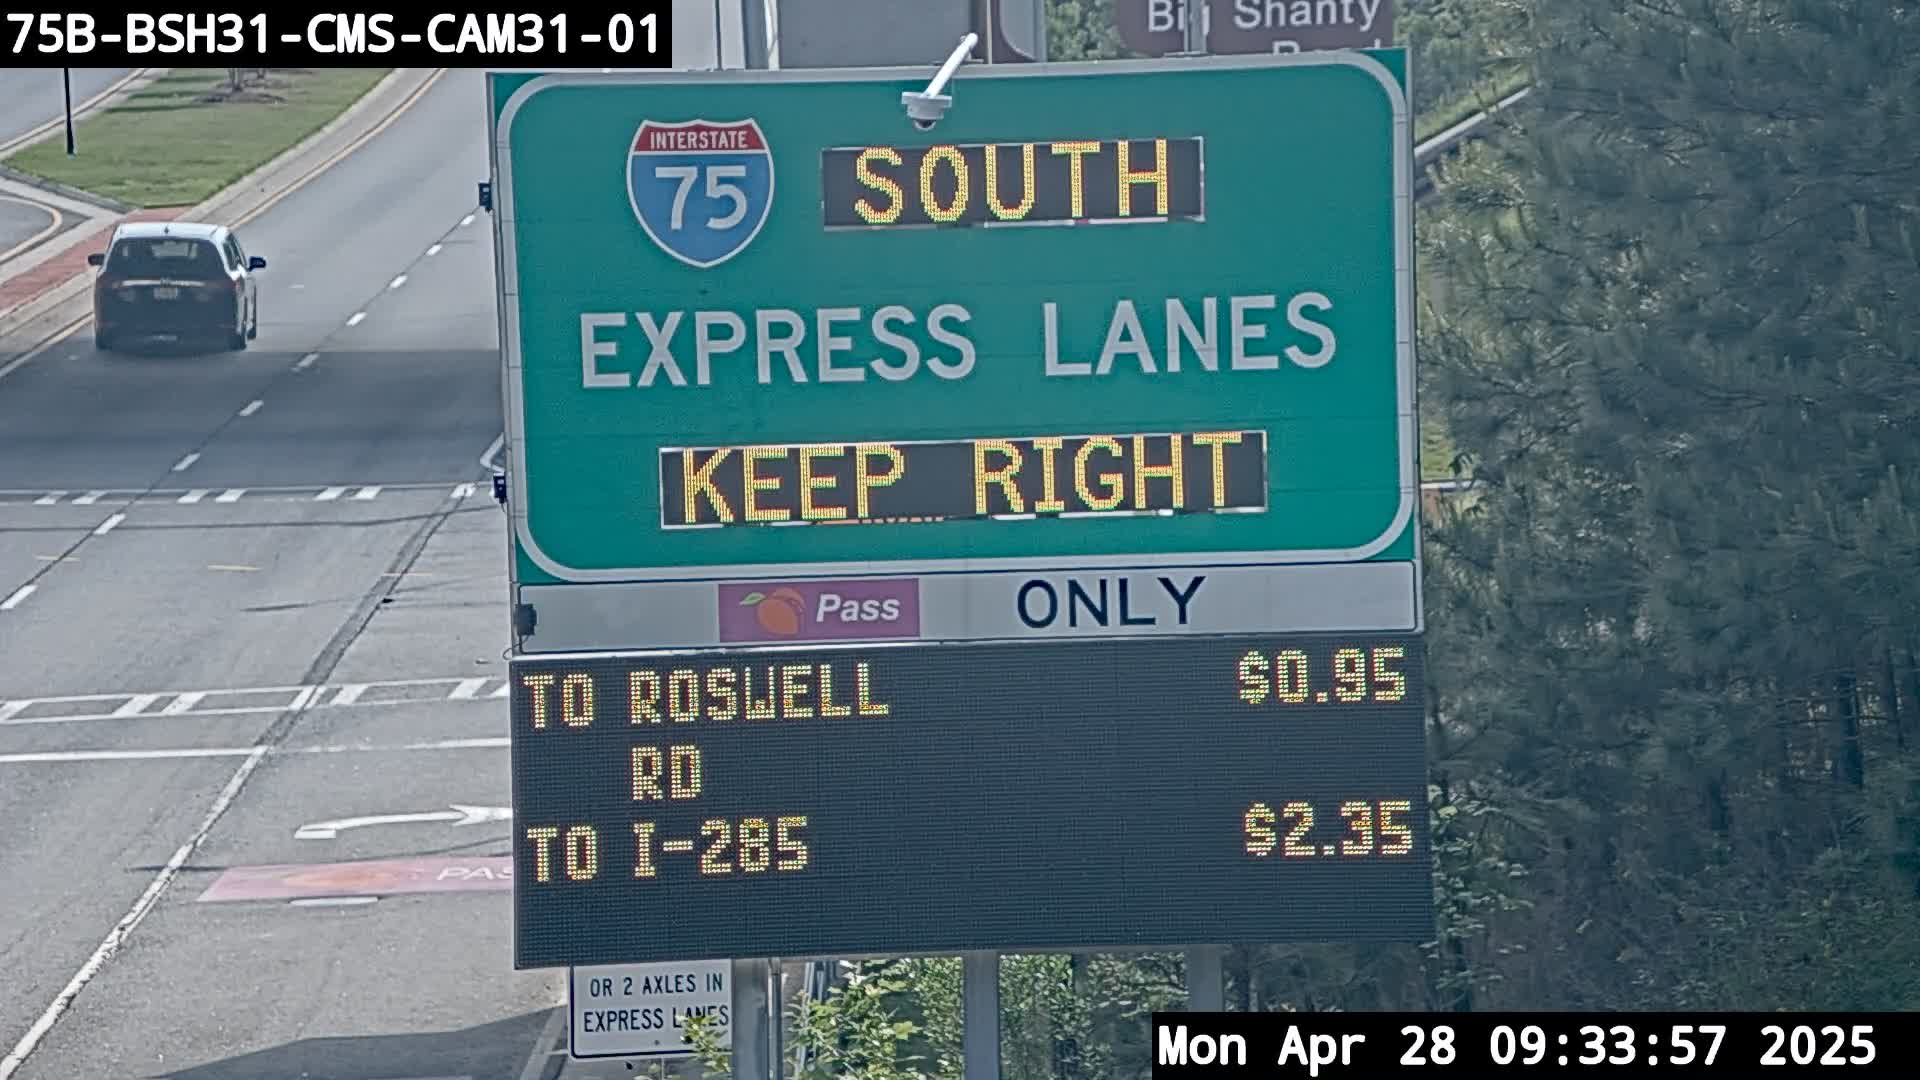 75B-BSH31-CMS-CAM31-01
Big Shanty
Road
INTERSTATE
75
SOUTH
EXPRESS LANES
KEEP RIGHT
Pass ONLY
TO ROSWELL $0.95
RD
TO I-285 $2.35
OR 2 AXLES IN
EXPRESS LANES
Mon Apr 28 09:33:57 2025